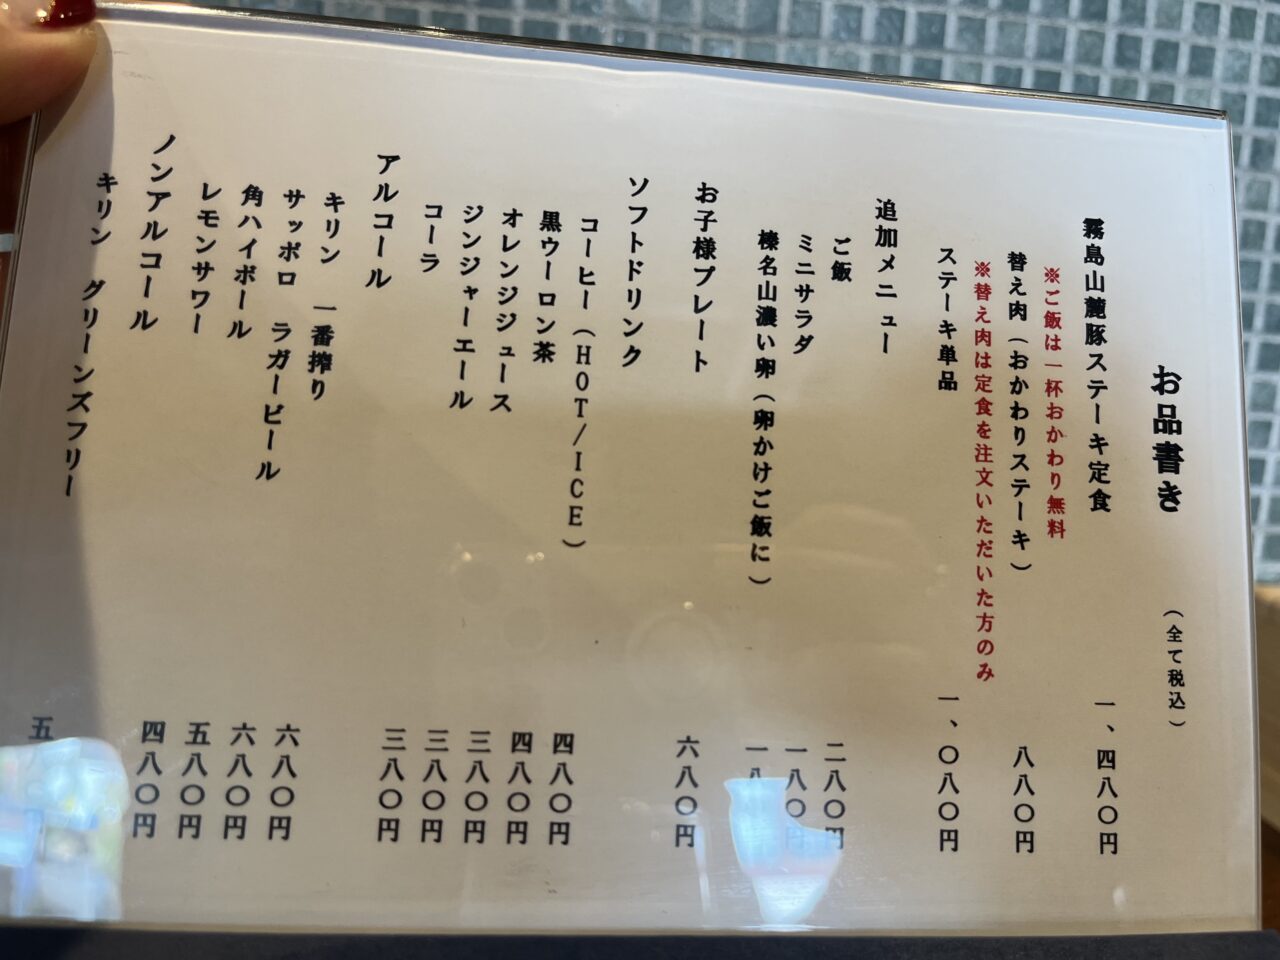 お品書き （全て税込）
霧島山麓豚ステーキ定食 一、四八〇円
※ご飯は一杯おかわり無料
替え肉（おかわりステーキ） 八八〇円
※替え肉は定食を注文いただいた方のみ
ステーキ単品 一、〇八〇円
追加メニュー
ご飯 二八〇円
ミニサラダ 一八〇円
榛名山濃い卵（卵かけご飯に）
お子様プレート 六八〇円
ソフトドリンク
コーヒー（HOT/ICE） 四八〇円
黒ウーロン茶 四八〇円
オレンジジュース 三八〇円
ジンジャーエール 三八〇円
コーラ 三八〇円
アルコール
キリン 一番搾り 六八〇円
サッポロ ラガービール 六八〇円
角ハイボール 五八〇円
レモンサワー 四八〇円
ノンアルコール
キリン グリーンズフリー